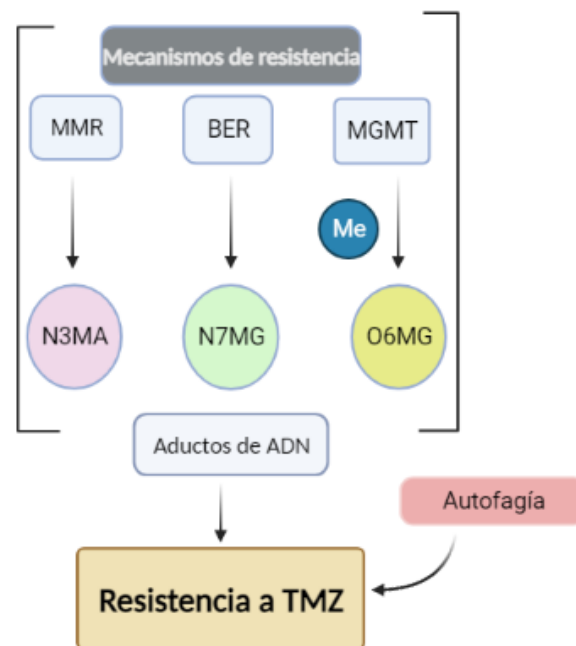 Mecanismos de resistencia
MMR
BER
MGMT
Me
N3MA
N7MG
O6MG
Aductos de ADN
Autofagía
Resistencia a TMZ